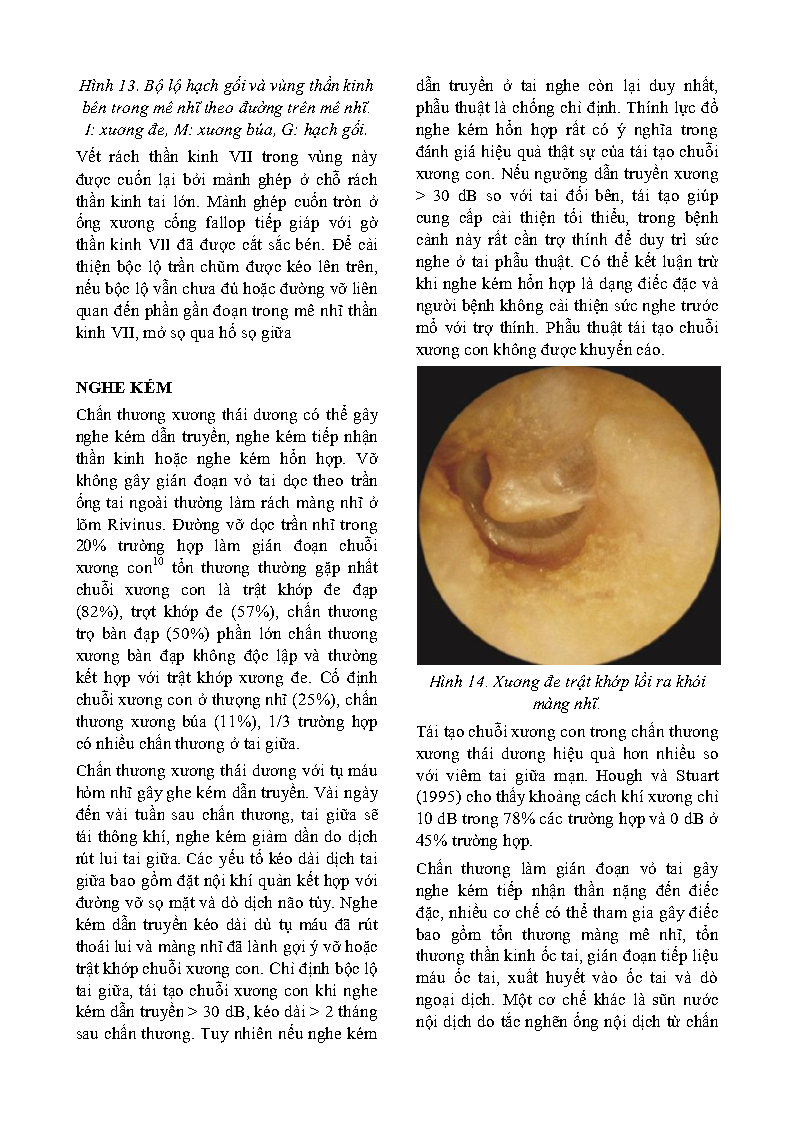 Hình 13. Bộ lộ hạch gối và vùng thần kinh
bên trong mê nhĩ theo đường trên mê nhĩ.
I: xương đe, M: xương búa, G: hạch gối.
Vết rách thần kinh VII trong vùng này
được cuốn lại bởi mảnh ghép ở chỗ rách
thần kinh tai lớn. Mảnh ghép cuốn tròn ở
ống xương cống fallop tiếp giáp với gờ
thần kinh VII đã được cắt sắc bén. Để cải
thiện bộc lộ trần chũm được kéo lên trên,
nếu bộc lộ vẫn chưa đủ hoặc đường vỡ liên
quan đến phần gần đoạn trong mê nhĩ thần
kinh VII, mở sọ qua hố sọ giữa
NGHE KÉM
Chấn thương xương thái dương có thể gây
nghe kém dẫn truyền, nghe kém tiếp nhận
thần kinh hoặc nghe kém hổn hợp. Vỡ
không gây gián đoạn vỏ tai dọc theo trần
ống tai ngoài thường làm rách màng nhĩ ở
lõm Rivinus. Đường vỡ dọc trần nhĩ trong
20% trường hợp làm gián đoạn chuỗi
xương con10 tổn thương thường gặp nhất
chuỗi xương con là trật khớp đe đạp
(82%), trợt khớp đe (57%), chấn thương
trọ bàn đạp (50%) phần lớn chấn thương
xương bàn đạp không độc lập và thường
kết hợp với trật khớp xương đe. Cố định
chuỗi xương con ở thượng nhĩ (25%), chấn
thương xương búa (11%), 1/3 trường hợp
có nhiều chấn thương ở tai giữa.
Chấn thương xương thái dương với tụ máu
hòm nhĩ gây ghe kém dẫn truyền. Vài ngày
đến vài tuần sau chấn thương, tai giữa sẽ
tái thông khí, nghe kém giảm dần do dịch
rút lui tai giữa. Các yếu tố kéo dài dịch tai
giữa bao gồm đặt nội khí quản kết hợp với
đường vỡ sọ mặt và dò dịch não tủy. Nghe
kém dẫn truyền kéo dài dù tụ máu đã rút
thoái lui và màng nhĩ đã lành gợi ý vỡ hoặc
trật khớp chuỗi xương con. Chỉ định bộc lộ
tai giữa, tái tạo chuỗi xương con khi nghe
kém dẫn truyền > 30 dB, kéo dài > 2 tháng
sau chấn thương. Tuy nhiên nếu nghe kém
dẫn truyền ở tai nghe còn lại duy nhất,
phẫu thuật là chống chỉ định. Thính lực đồ
nghe kém hổn hợp rất có ý nghĩa trong
đánh giá hiệu quả thật sự của tái tạo chuỗi
xương con. Nếu ngưỡng dẫn truyền xương
> 30 dB so với tai đối bên, tái tạo giúp
cung cấp cải thiện tối thiểu, trong bệnh
cảnh này rất cần trợ thính để duy trì sức
nghe ở tai phẫu thuật. Có thể kết luận trừ
khi nghe kém hổn hợp là dạng điếc đặc và
người bệnh không cải thiện sức nghe trước
mổ với trợ thính. Phẫu thuật tái tạo chuỗi
xương con không được khuyến cáo.
Hình 14. Xương đe trật khớp lồi ra khỏi
màng nhĩ.
Tái tạo chuỗi xương con trong chấn thương
xương thái dương hiệu quả hơn nhiều so
với viêm tai giữa mạn. Hough và Stuart
(1995) cho thấy khoảng cách khí xương chỉ
10 dB trong 78% các trường hợp và 0 dB ở
45% trường hợp.
Chấn thương làm gián đoạn vỏ tai gây
nghe kém tiếp nhận thần nặng đến điếc
đặc, nhiều cơ chế có thể tham gia gây điếc
bao gồm tổn thương màng mê nhĩ, tổn
thương thần kinh ốc tai, gián đoạn tiếp liệu
máu ốc tai, xuất huyết vào ốc tai và dò
ngoại dịch. Một cơ chế khác là sũn nước
nội dịch do tắc nghẽn ống nội dịch từ chấn